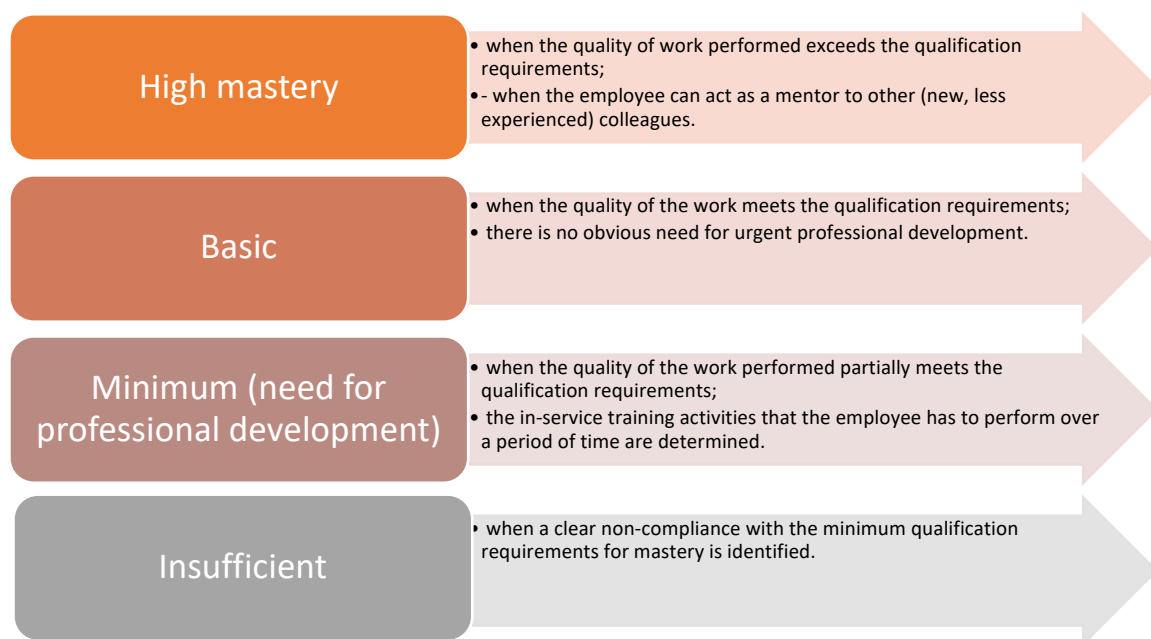 High mastery
• when the quality of work performed exceeds the qualification
requirements;
• - when the employee can act as a mentor to other (new, less
experienced) colleagues.
Basic
• when the quality of the work meets the qualification requirements;
• there is no obvious need for urgent professional development.
Minimum (need for
professional development)
• when the quality of the work performed partially meets the
qualification requirements;
• the in-service training activities that the employee has to perform over
a period of time are determined.
Insufficient
• when a clear non-compliance with the minimum qualification
requirements for mastery is identified.